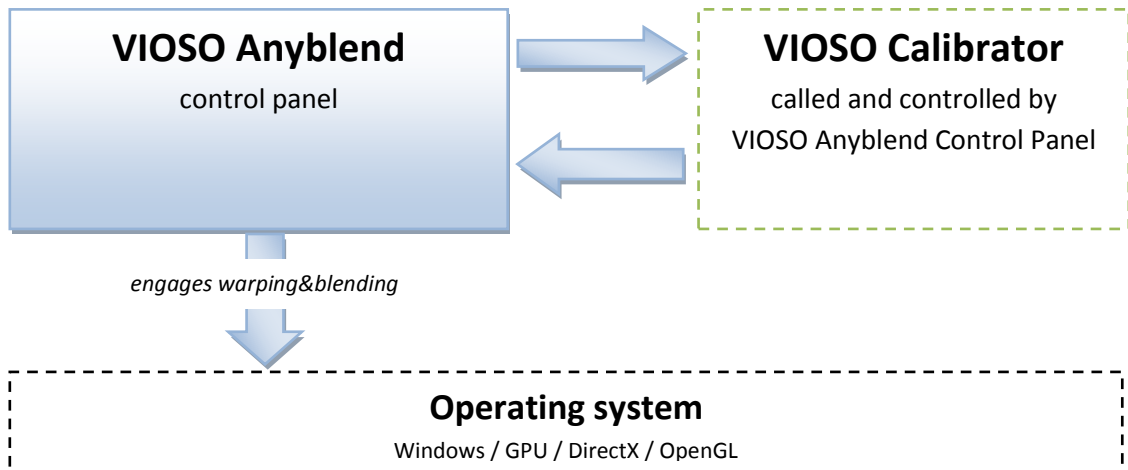 VIOSO Anyblend
control panel
VIOSO Calibrator
called and controlled by
VIOSO Anyblend Control Panel
engages warping&blending
Operating system
Windows / GPU / DirectX / OpenGL